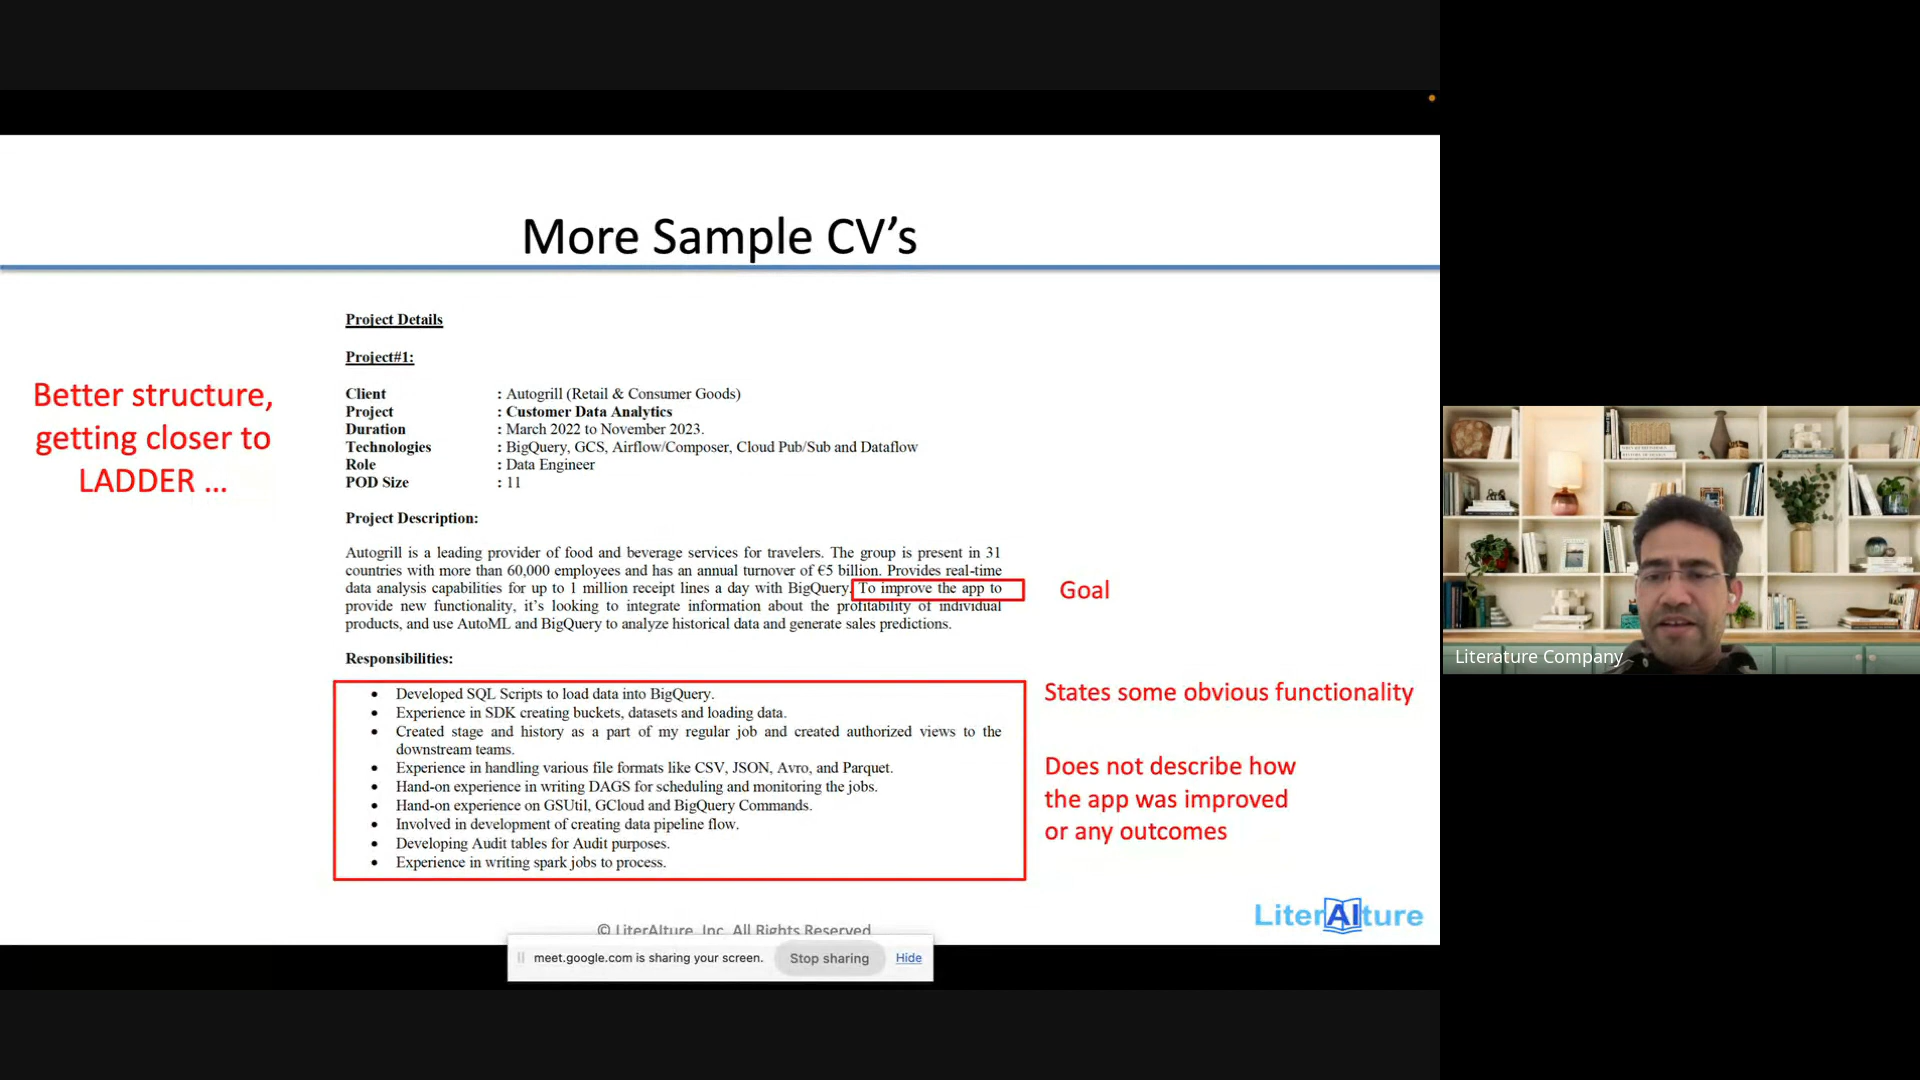 More Sample CV's
Better structure,
getting closer to
LADDER ...
Project Details
Project#1:
Client : Autogrill (Retail & Consumer Goods)
Project : Customer Data Analytics
Duration : March 2022 to November 2023.
Technologies : BigQuery, GCS, Airflow/Composer, Cloud Pub/Sub and Dataflow
Role : Data Engineer
POD Size : 11
Project Description:
Autogrill is a leading provider of food and beverage services for travelers. The group is present in 31
countries with more than 60,000 employees and has an annual turnover of €5 billion. Provides real-time
data analysis capabilities for up to 1 million receipt lines a day with BigQuery. To improve the app to
provide new functionality, it's looking to integrate information about the profitability of individual
products, and use AutoML and BigQuery to analyze historical data and generate sales predictions.
Goal
Responsibilities:
• Developed SQL Scripts to load data into BigQuery.
• Experience in SDK creating buckets, datasets and loading data.
• Created stage and history as a part of my regular job and created authorized views to the
downstream teams.
• Experience in handling various file formats like CSV, JSON, Avro, and Parquet.
• Hand-on experience in writing DAGS for scheduling and monitoring the jobs.
• Hand-on experience on GSUtil, GCloud and BigQuery Commands.
• Involved in development of creating data pipeline flow.
• Developing Audit tables for Audit purposes.
• Experience in writing spark jobs to process.
States some obvious functionality
Does not describe how
the app was improved
or any outcomes
LiterAIture
© LiterAIture, Inc. All Rights Reserved
meet.google.com is sharing your screen. Stop sharing Hide
Literature Company